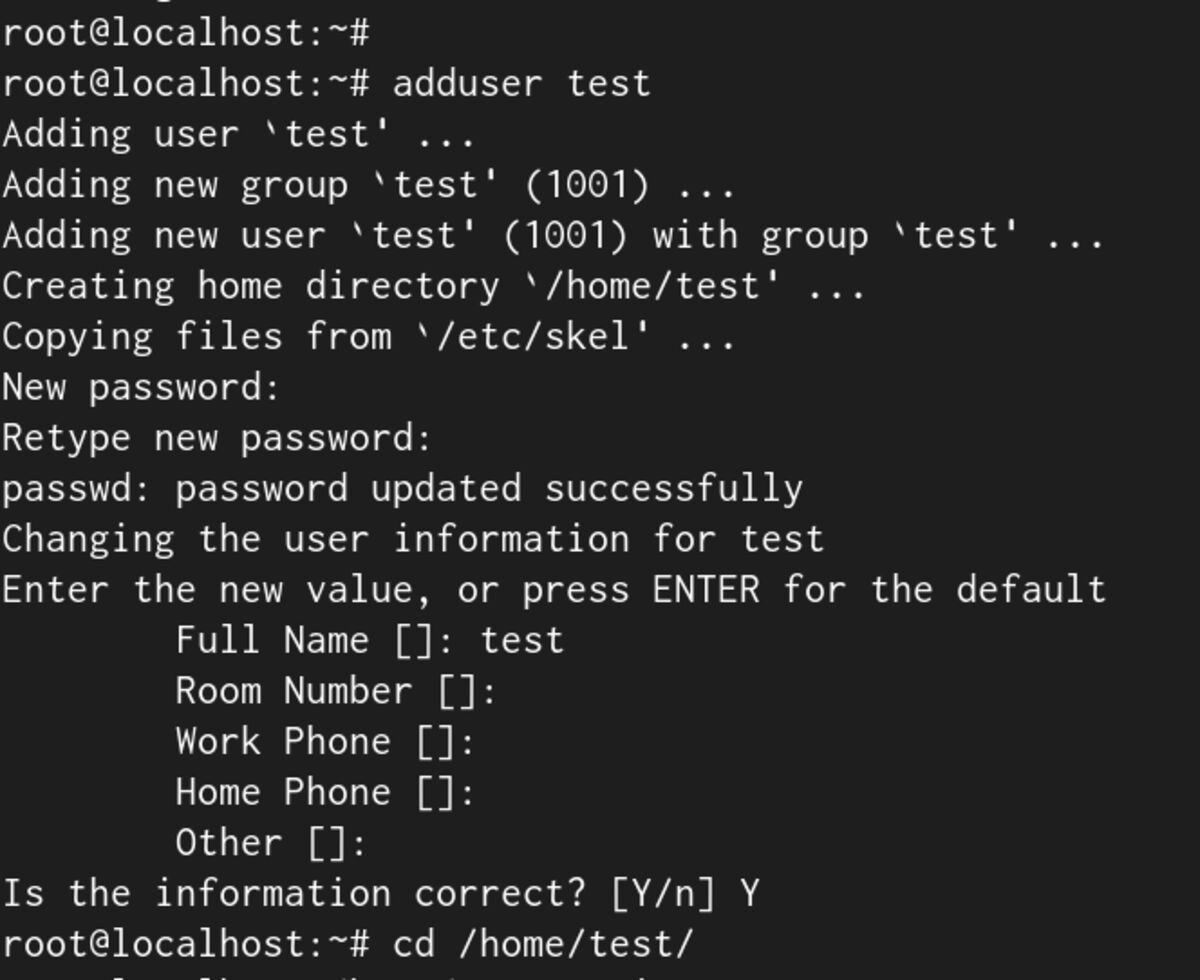 root@localhost:~#
root@localhost:~# adduser test
Adding user `test' ...
Adding new group `test' (1001) ...
Adding new user `test' (1001) with group `test' ...
Creating home directory `/home/test' ...
Copying files from `/etc/skel' ...
New password:
Retype new password:
passwd: password updated successfully
Changing the user information for test
Enter the new value, or press ENTER for the default
        Full Name []: test
        Room Number []:
        Work Phone []:
        Home Phone []:
        Other []:
Is the information correct? [Y/n] Y
root@localhost:~# cd /home/test/